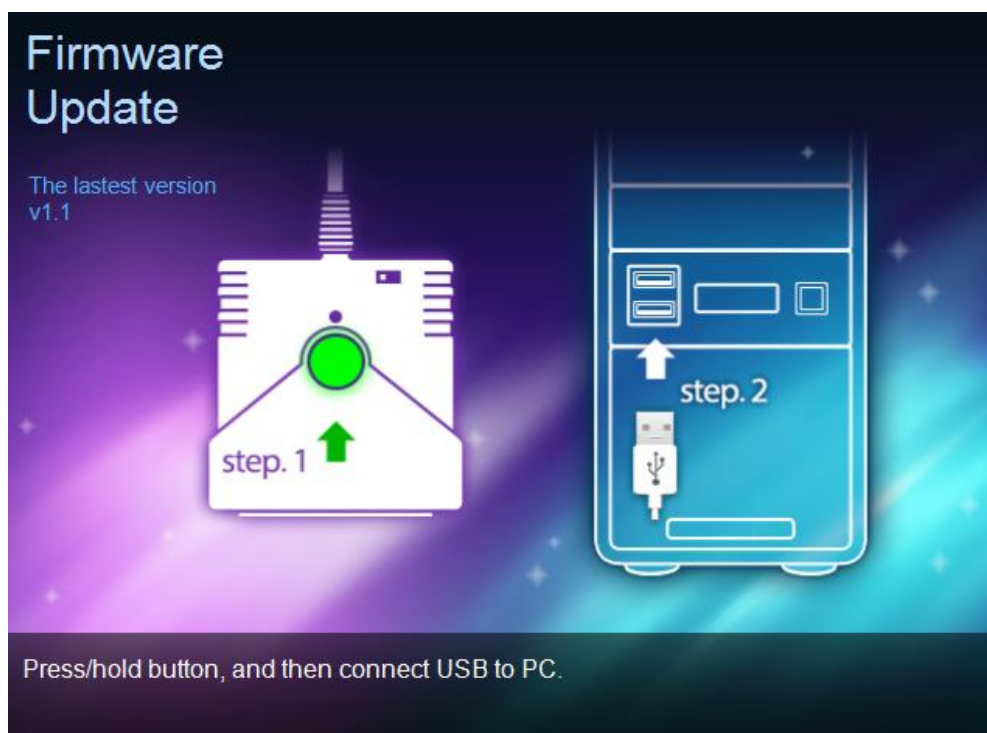 Firmware
Update
The lastest version
v1.1
step. 1
step. 2
Press/hold button, and then connect USB to PC.